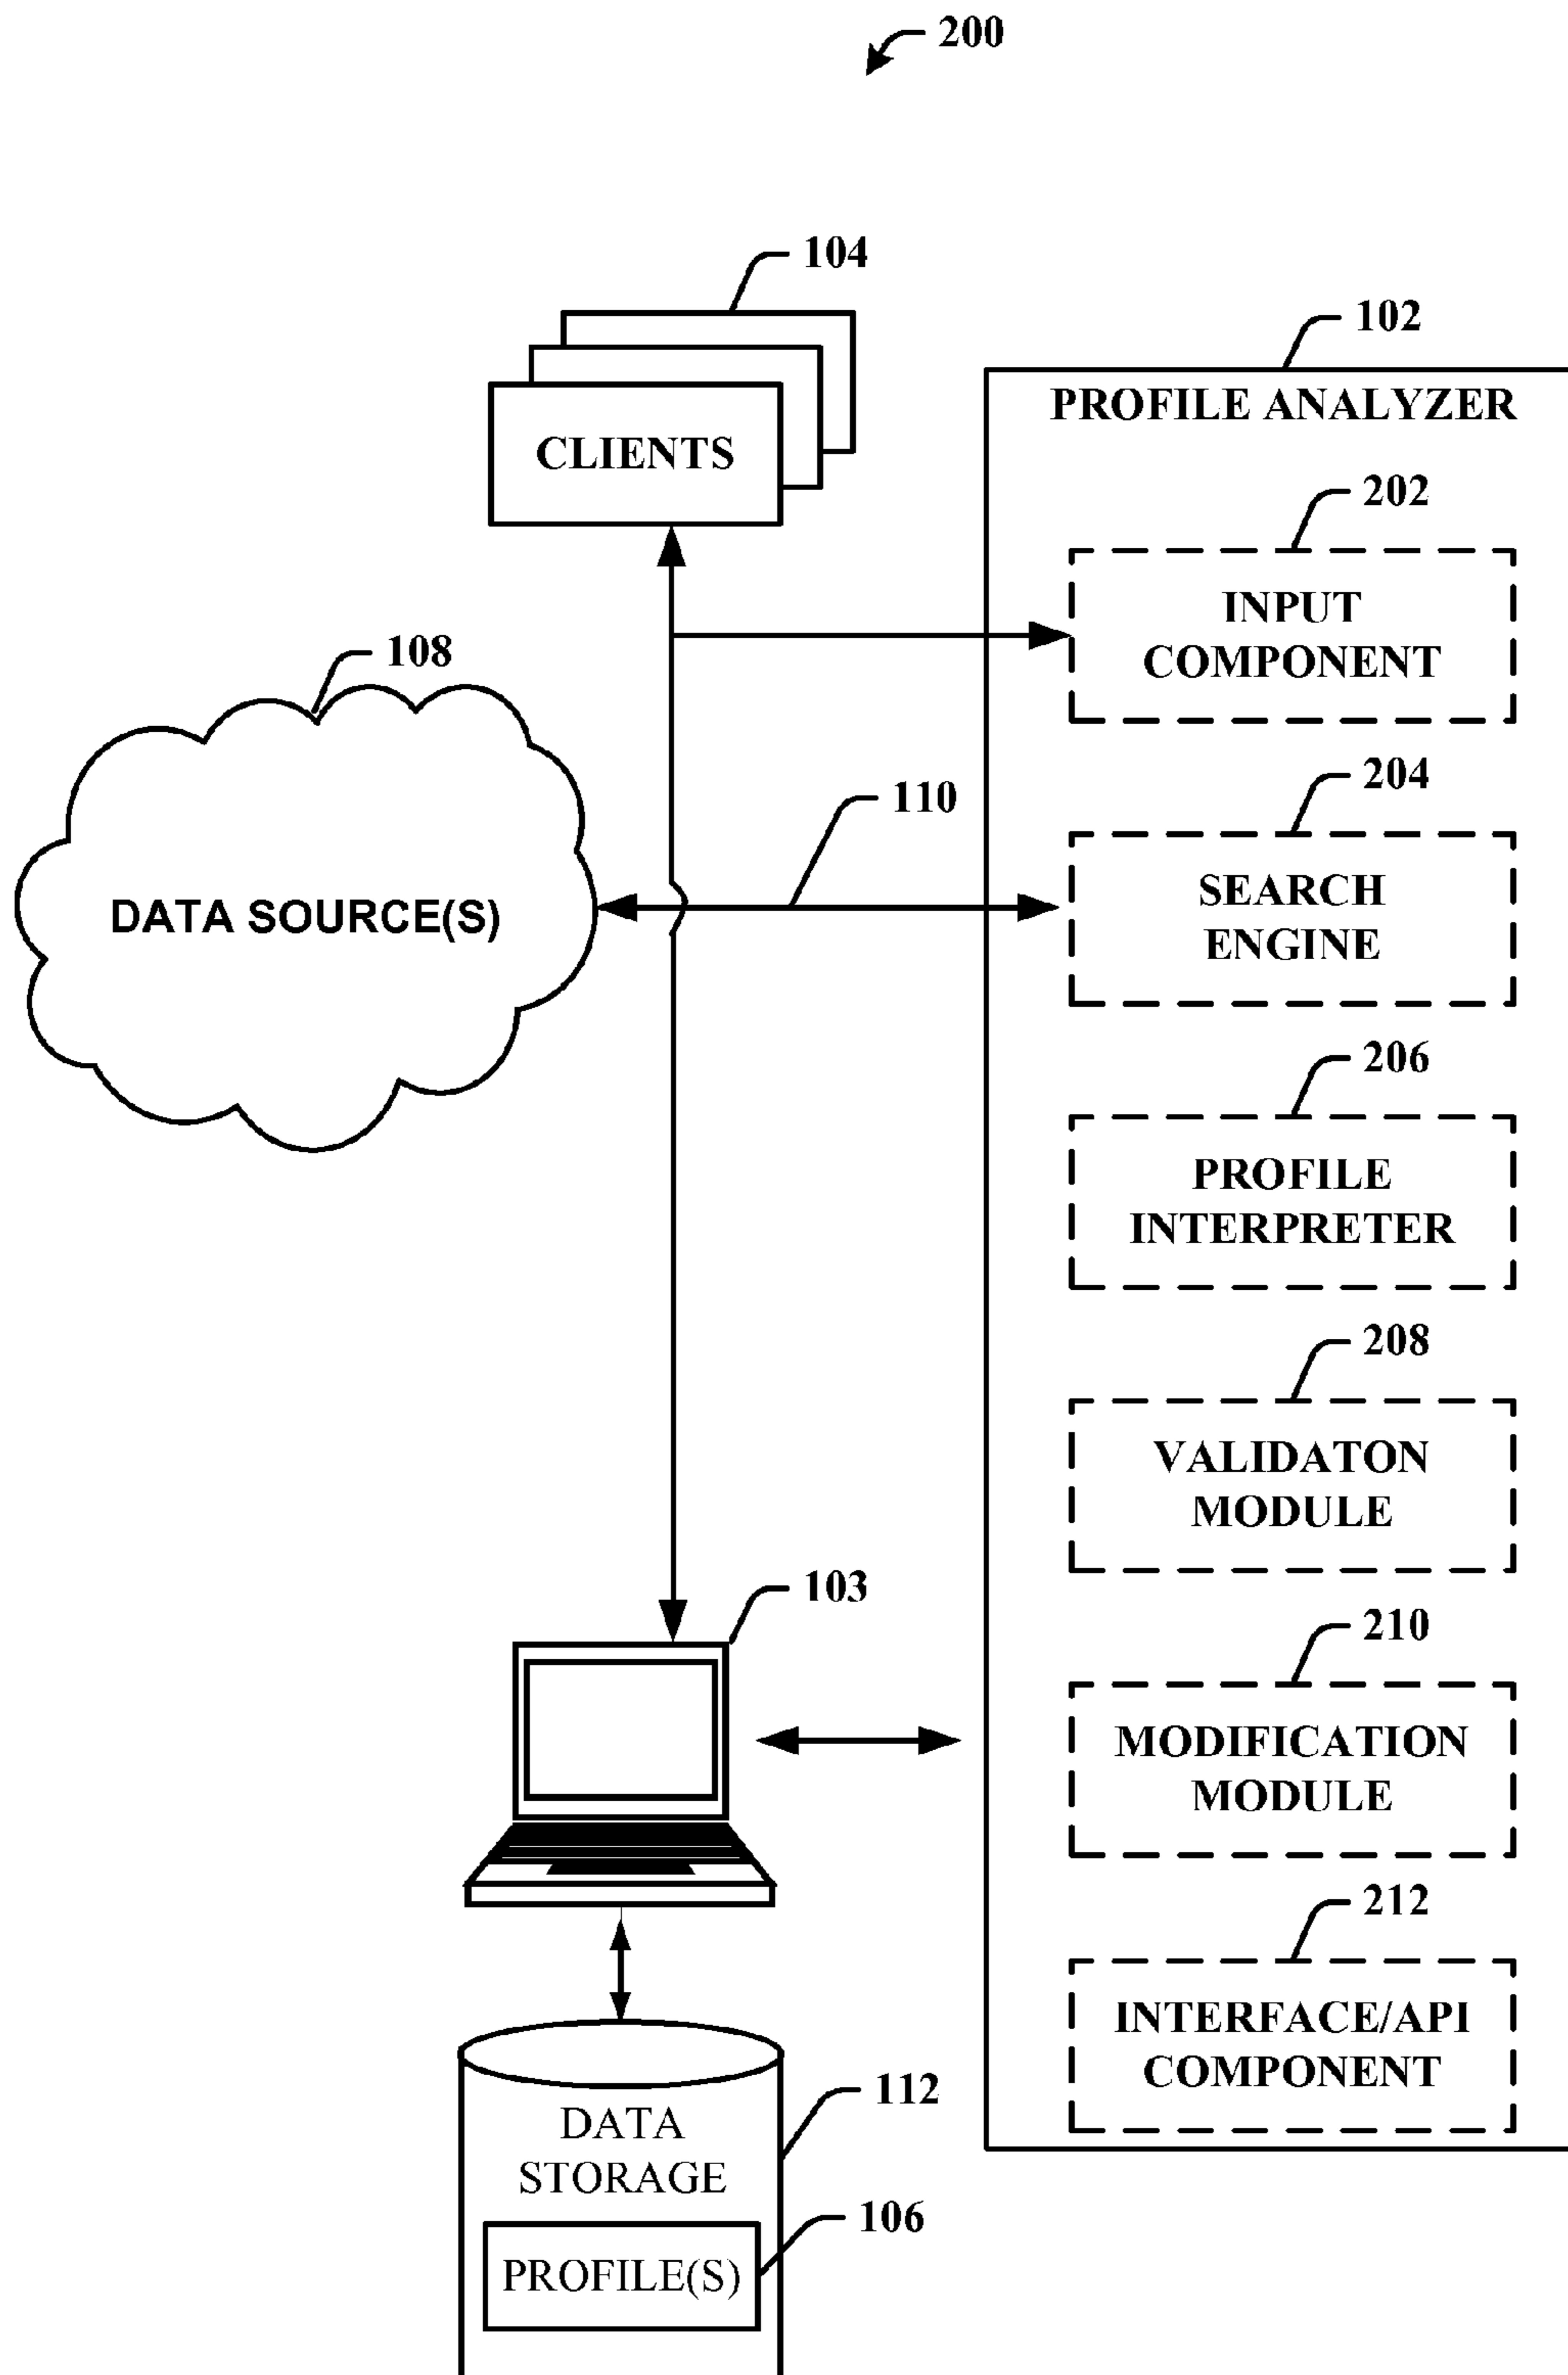 200
104
102
PROFILE ANALYZER
CLIENTS
202
INPUT
COMPONENT
108
110
204
DATA SOURCE(S)
SEARCH
ENGINE
206
PROFILE
INTERPRETER
208
VALIDATON
MODULE
103
210
MODIFICATION
MODULE
212
INTERFACE/API
COMPONENT
112
DATA
STORAGE
106
PROFILE(S)